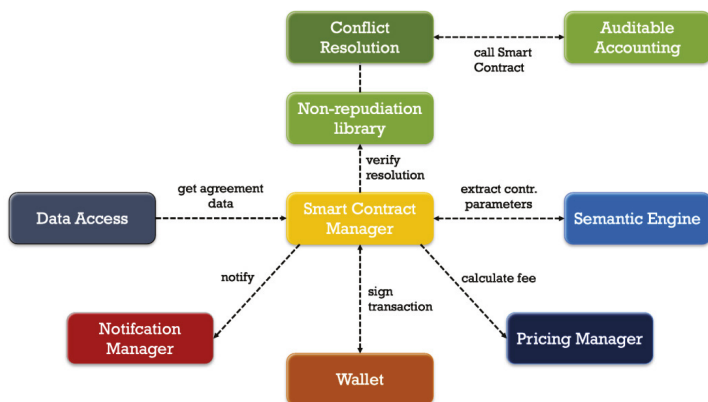 Conflict
Resolution
call Smart
Contract
Auditable
Accounting
Non-repudiation
library
verify
resolution
Data Access
get agreement
data
Smart Contract
Manager
extract contr.
parameters
Semantic Engine
notify
sign
transaction
calculate fee
Notifcation
Manager
Wallet
Pricing Manager